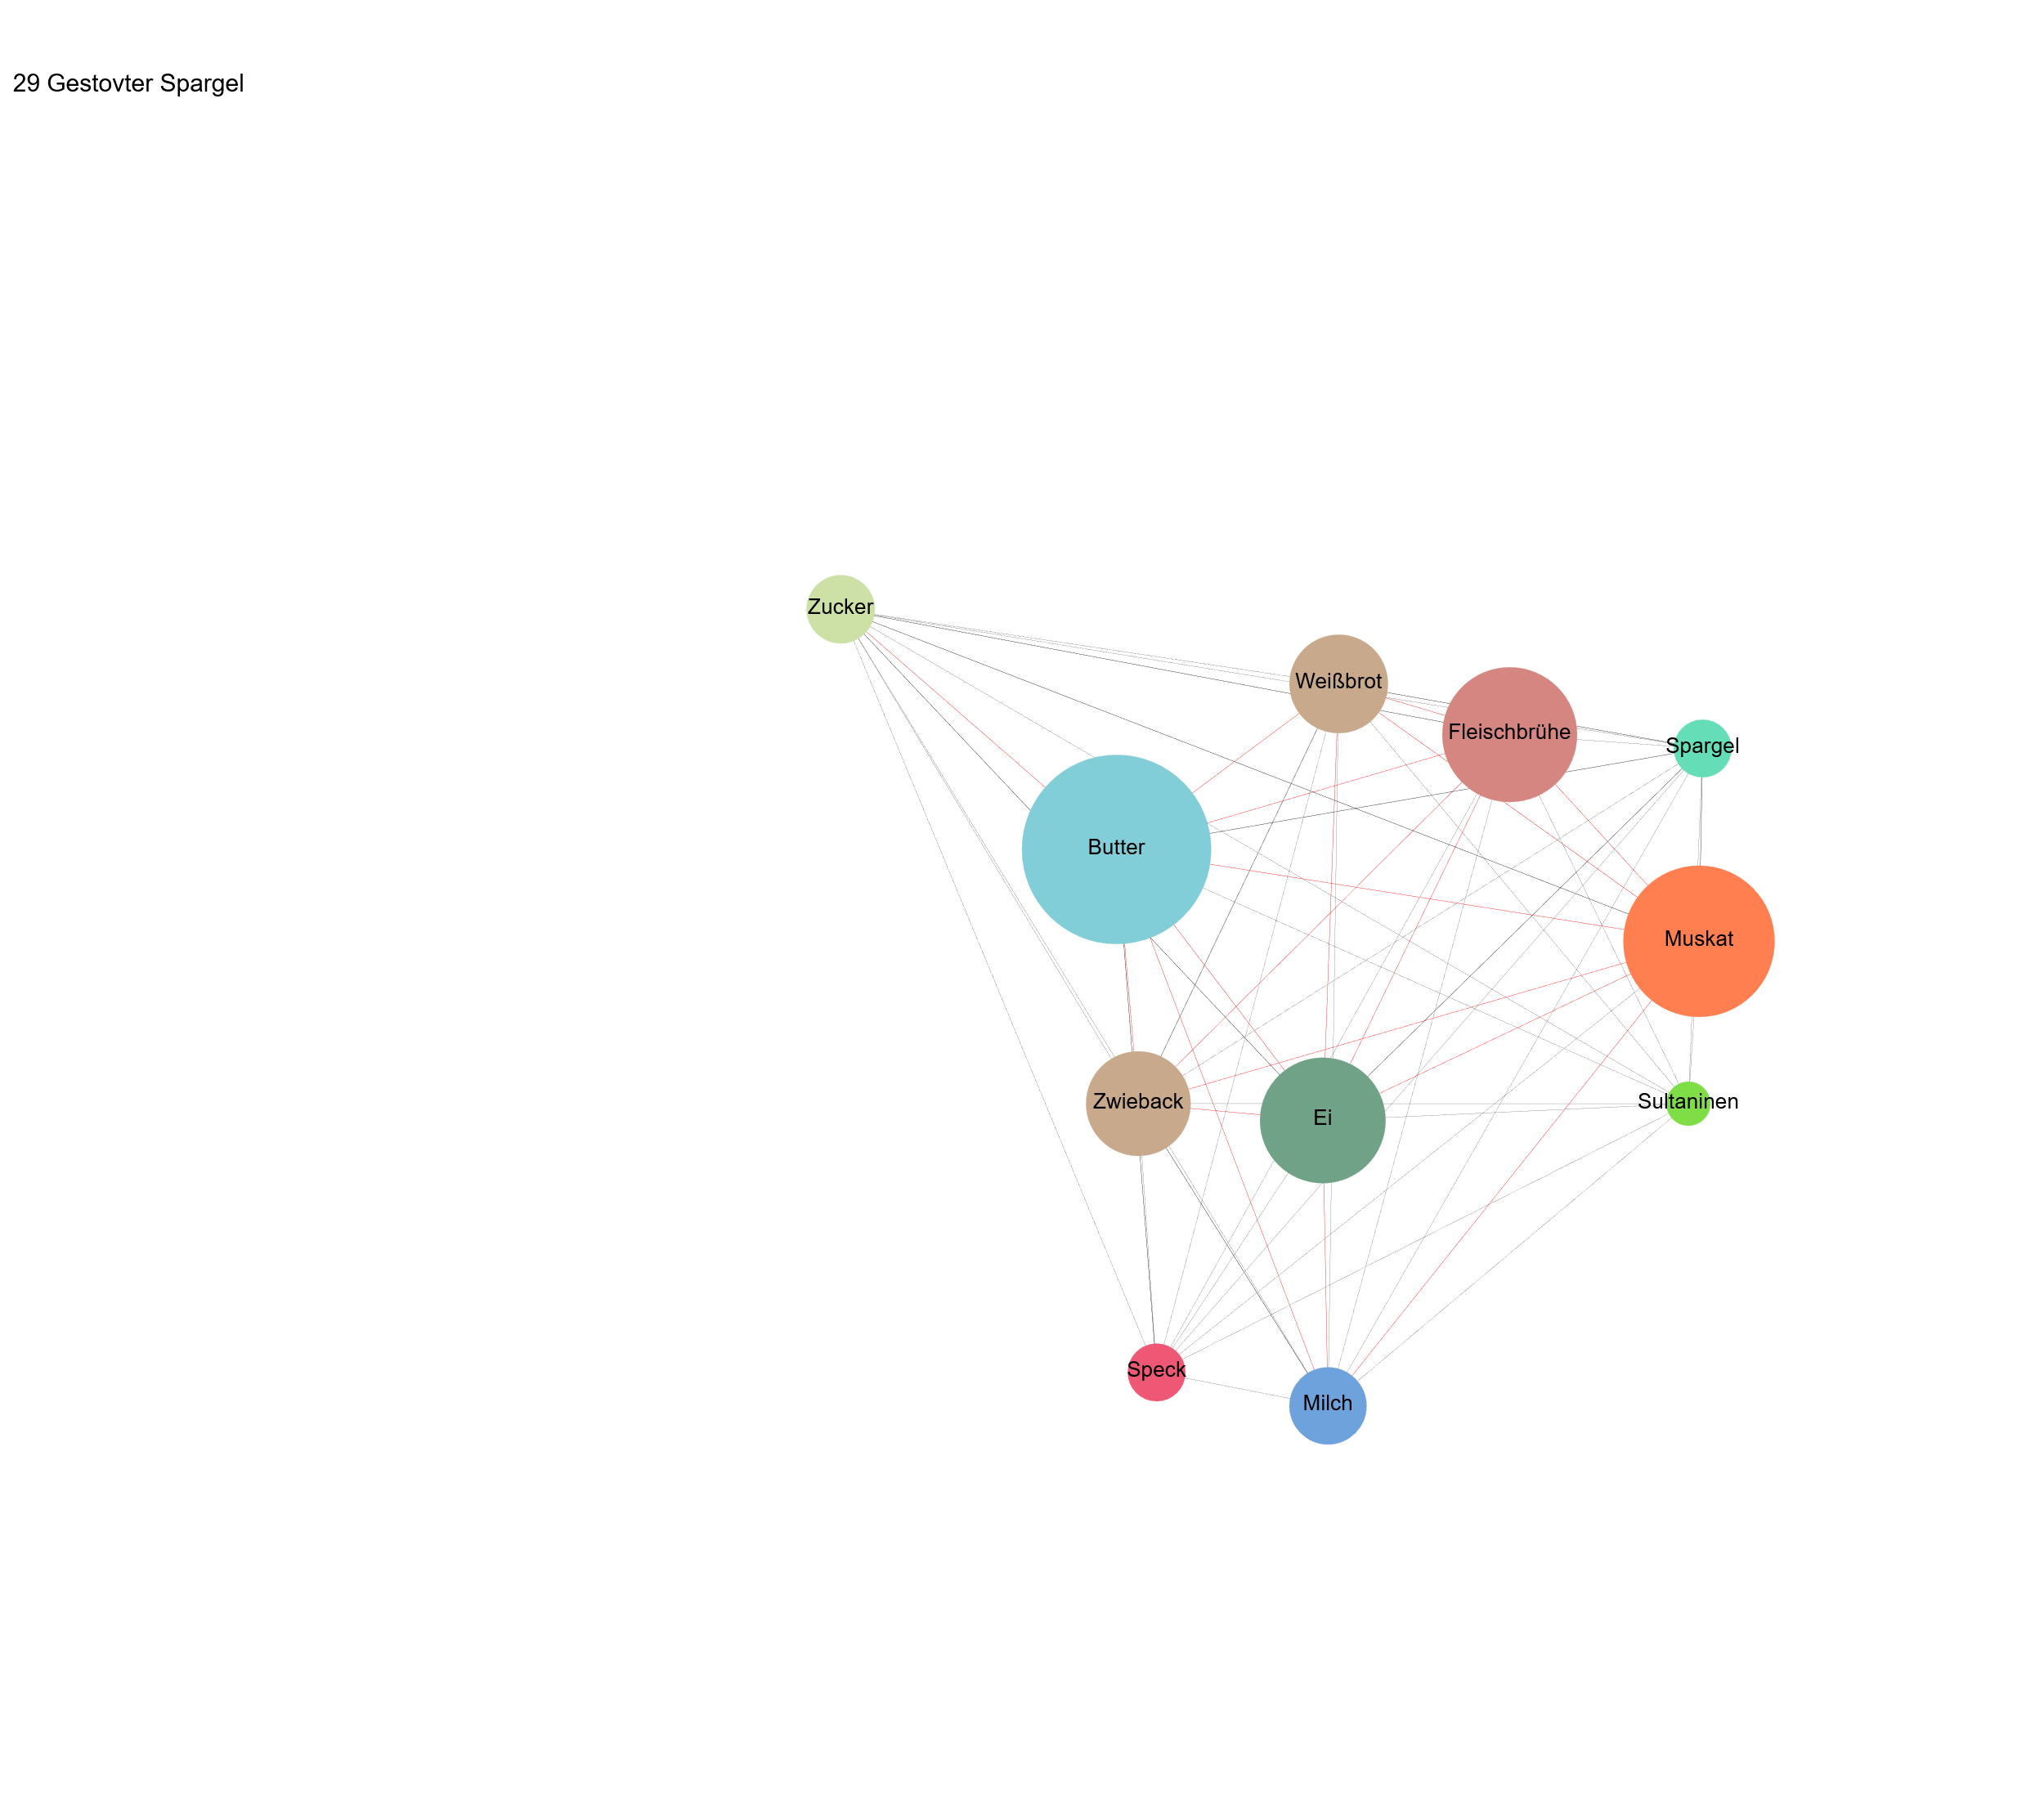 29 Gestovter Spargel
Zucker
Weißbrot
Fleischbrühe
Spargel
Butter
Muskat
Zwieback
Ei
Sultaninen
Speck
Milch